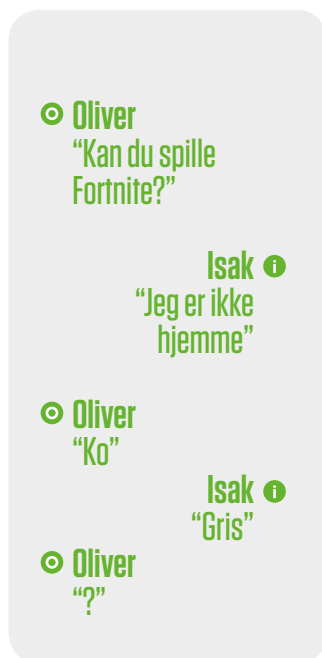 Oliver
“Kan du spille
Fortnite?”
Isak
“Jeg er ikke
hjemme”
Oliver
“Ko”
Isak
“Gris”
Oliver
“?”